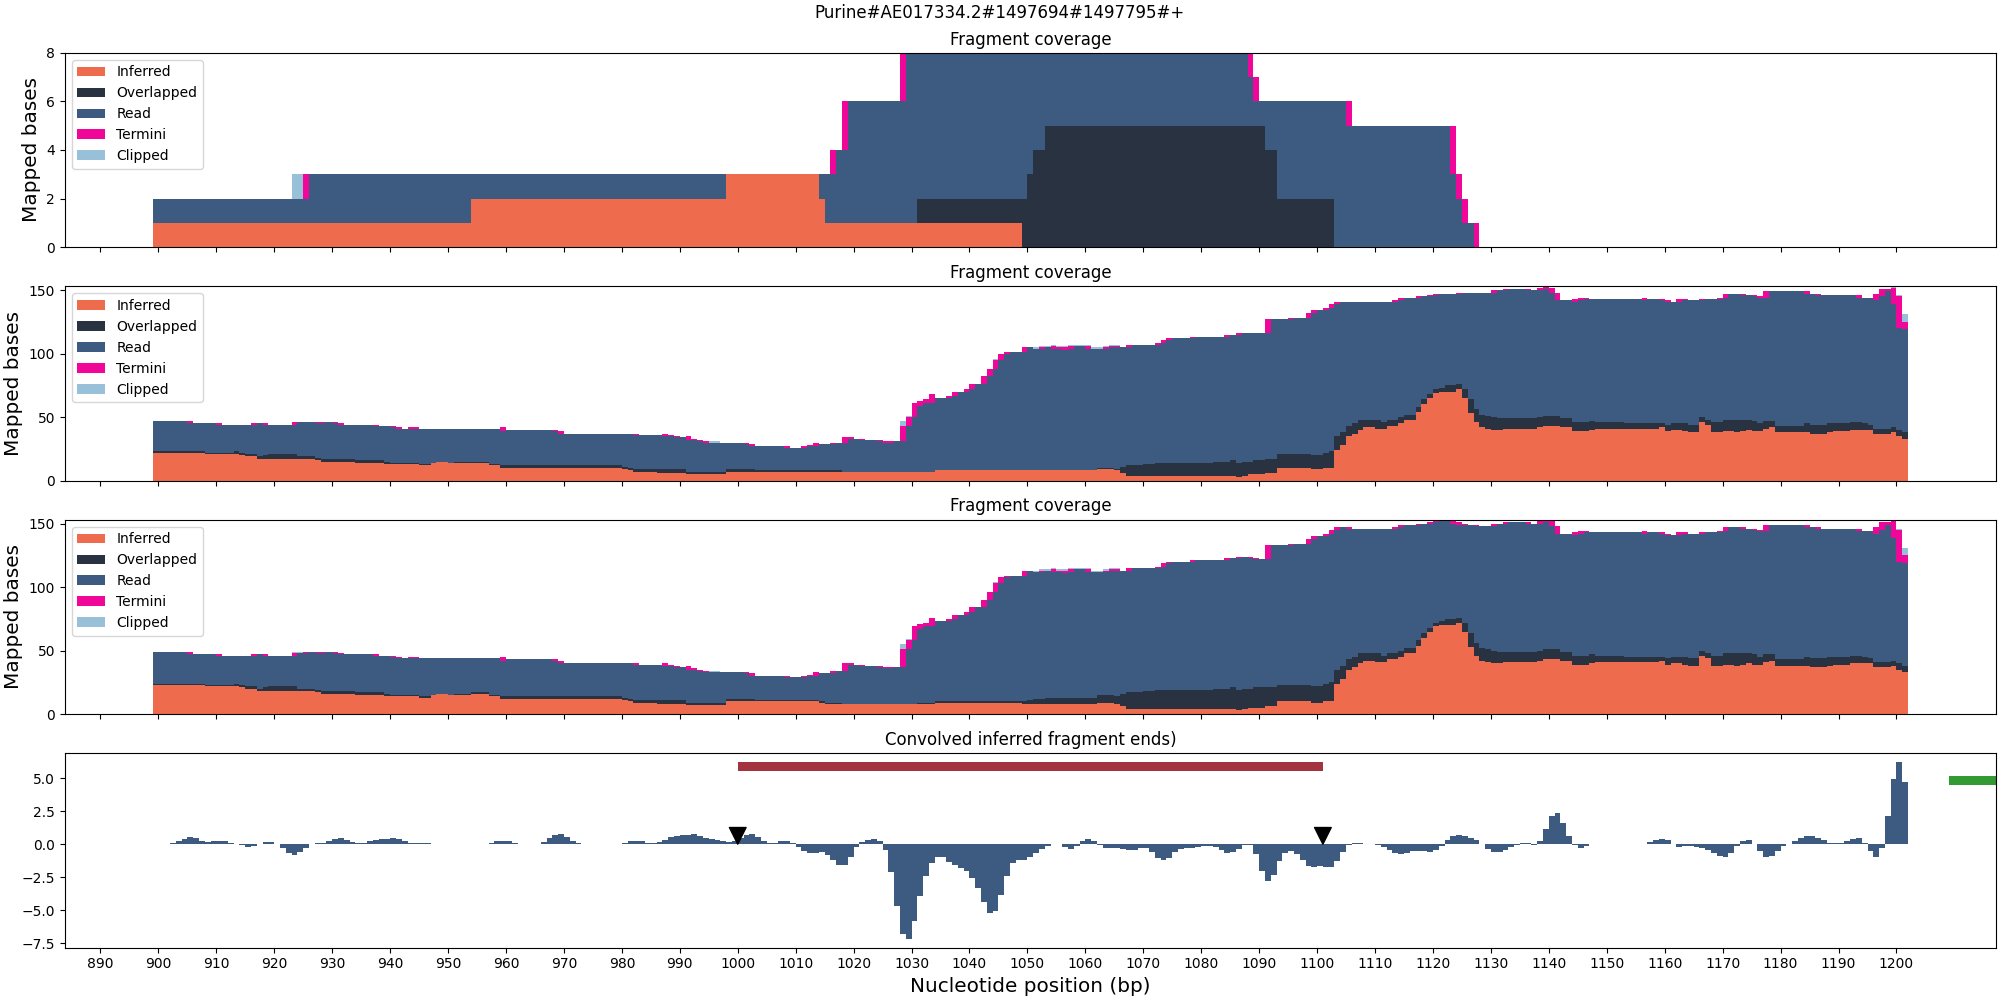 Purine#AE017334.2#1497694#1497795#+
Fragment coverage
Mapped bases
8
6
4
2
0
Inferred
Overlapped
Read
Termini
Clipped
Fragment coverage
Mapped bases
150
100
50
0
Inferred
Overlapped
Read
Termini
Clipped
Fragment coverage
Mapped bases
150
100
50
0
Inferred
Overlapped
Read
Termini
Clipped
Convolved inferred fragment ends)
5.0
2.5
0.0
−2.5
−5.0
−7.5
890 900 910 920 930 940 950 960 970 980 990 1000 1010 1020 1030 1040 1050 1060 1070 1080 1090 1100 1110 1120 1130 1140 1150 1160 1170 1180 1190 1200
Nucleotide position (bp)